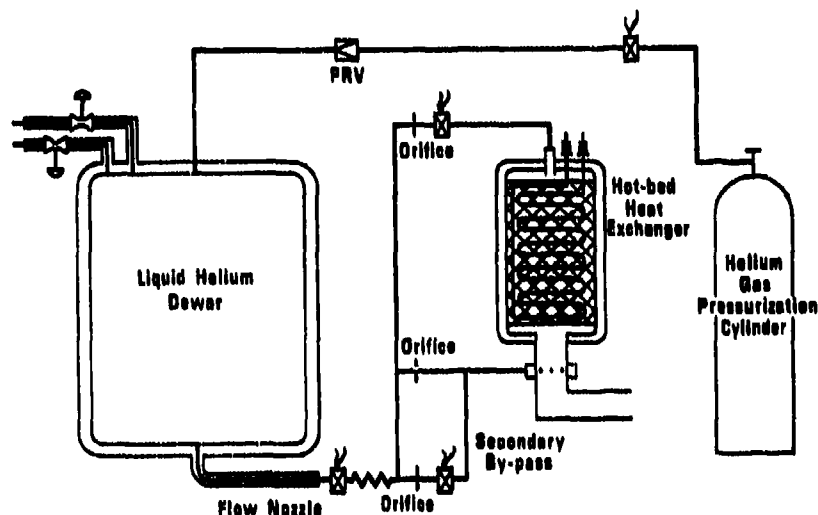 PRV
Orifice
Hot-bed
Heat
Exchanger
Liquid Helium
Dewar
Helium
Gas
Pressurization
Cylinder
Orifice
Secondary
By-pass
Flow Nozzle
Orifice